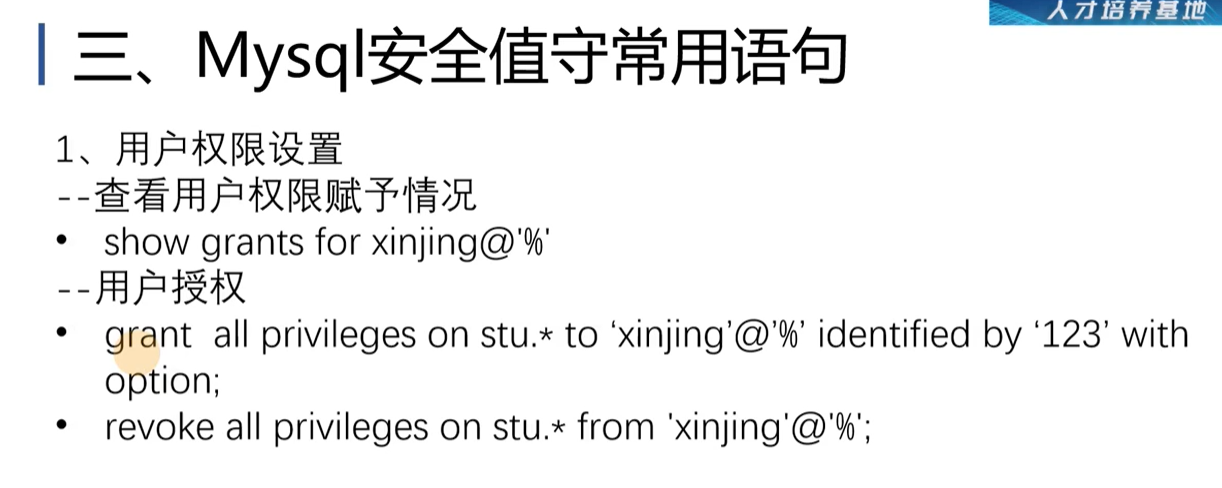 人才培养基地
三、Mysql安全值守常用语句
1、用户权限设置
--查看用户权限赋予情况
• show grants for xinjing@'%'
--用户授权
• grant  all privileges on stu.* to ‘xinjing’@’%’ identified by ‘123’ with
option;
• revoke all privileges on stu.* from 'xinjing'@'%';